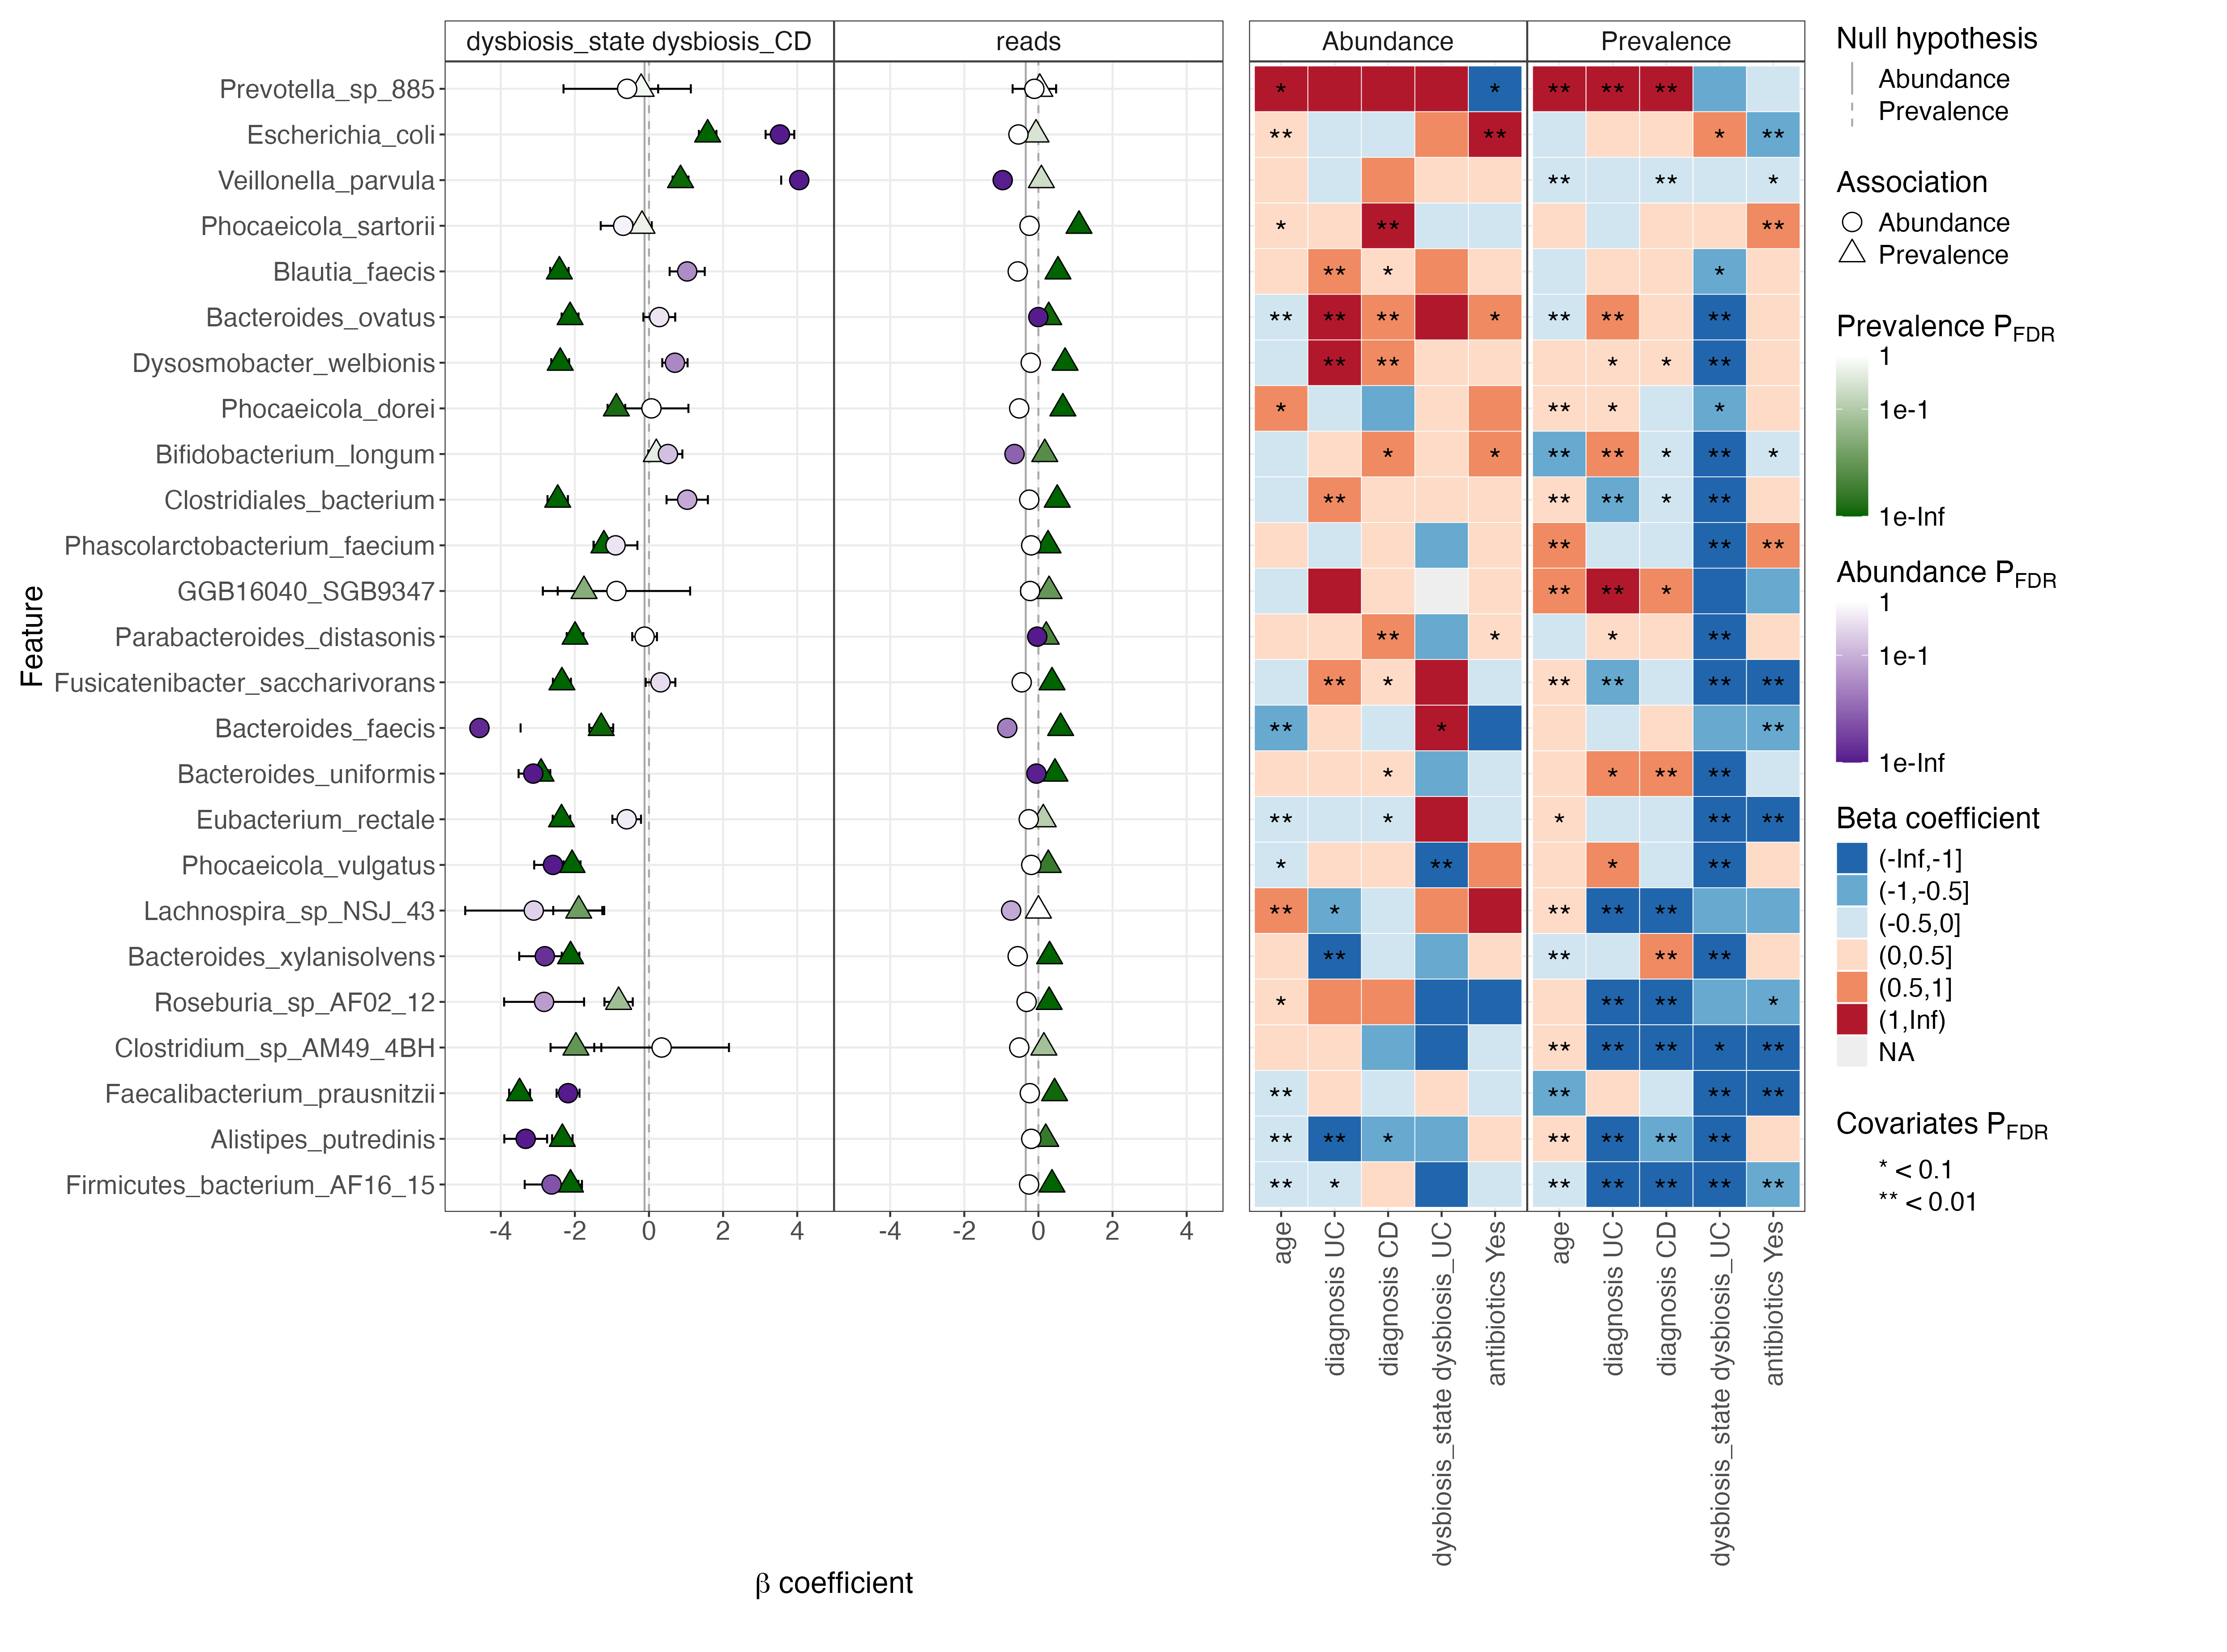 dysbiosis_state dysbiosis_CD
reads
Abundance
Prevalence
Feature
Prevotella_sp_885
Escherichia_coli
Veillonella_parvula
Phocaeicola_sartorii
Blautia_faecis
Bacteroides_ovatus
Dysosmobacter_welbionis
Phocaeicola_dorei
Bifidobacterium_longum
Clostridiales_bacterium
Phascolarctobacterium_faecium
GGB16040_SGB9347
Parabacteroides_distasonis
Fusicatenibacter_saccharivorans
Bacteroides_faecis
Bacteroides_uniformis
Eubacterium_rectale
Phocaeicola_vulgatus
Lachnospira_sp_NSJ_43
Bacteroides_xylanisolvens
Roseburia_sp_AF02_12
Clostridium_sp_AM49_4BH
Faecalibacterium_prausnitzii
Alistipes_putredinis
Firmicutes_bacterium_AF16_15
* * ** ** **
** ** * **
** ** *
* ** **
** * *
** ** ** * ** ** **
** ** * * **
* ** * *
* * ** ** * ** *
** ** ** * **
** ** **
** ** *
** * * **
** * ** ** ** **
** * **
* * ** **
** * * ** **
* ** * **
** * ** ** **
** ** ** **
* ** ** *
** ** ** * **
** ** ** **
** ** * ** ** ** **
** * ** ** ** ** **
-4 -2 0 2 4
-4 -2 0 2 4
β coefficient
age
diagnosis UC
diagnosis CD
dysbiosis_state dysbiosis_UC
antibiotics Yes
age
diagnosis UC
diagnosis CD
dysbiosis_state dysbiosis_UC
antibiotics Yes
Null hypothesis
Abundance
Prevalence
Association
Abundance
Prevalence
Prevalence PFDR
1
1e-1
1e-Inf
Abundance PFDR
1
1e-1
1e-Inf
Beta coefficient
(-Inf,-1]
(-1,-0.5]
(-0.5,0]
(0,0.5]
(0.5,1]
(1,Inf)
NA
Covariates PFDR
* < 0.1
** < 0.01